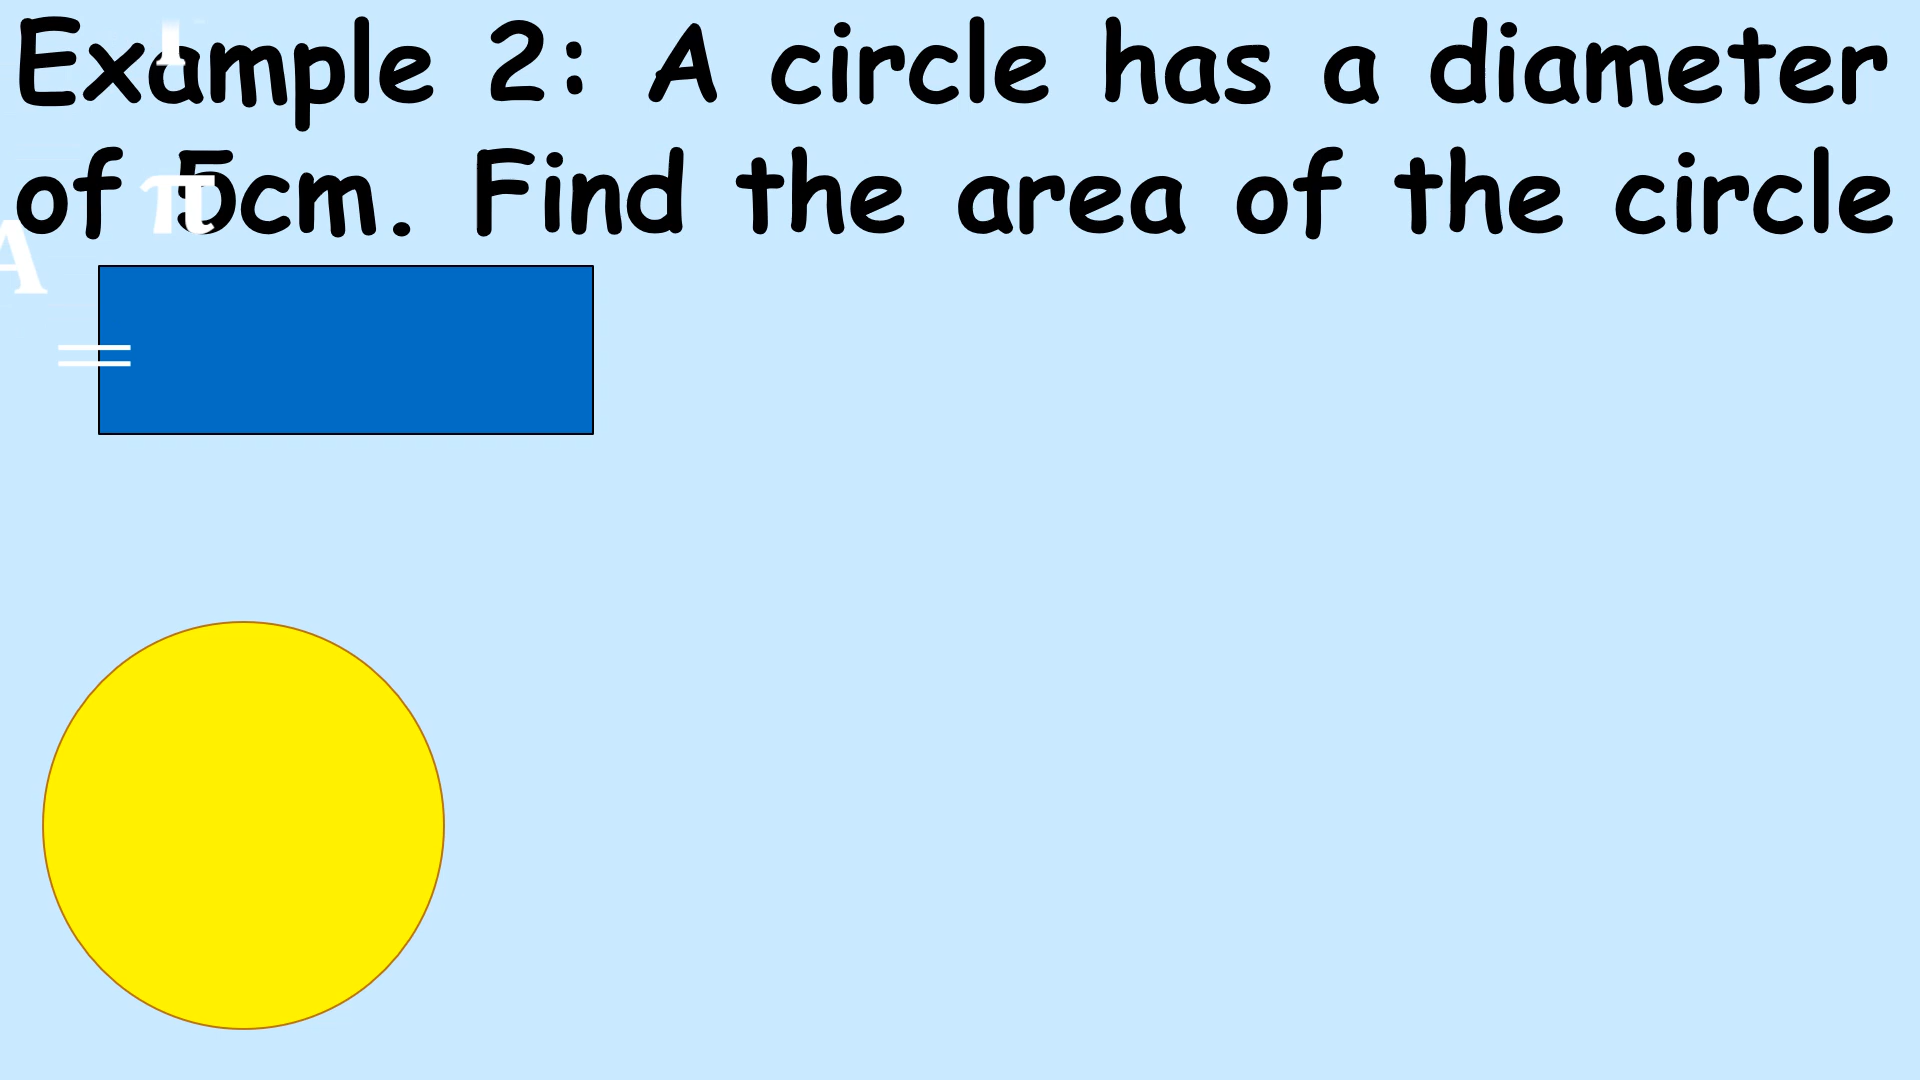 Example 2: A circle has a diameter
of 5cm. Find the area of the circle
A
=
π